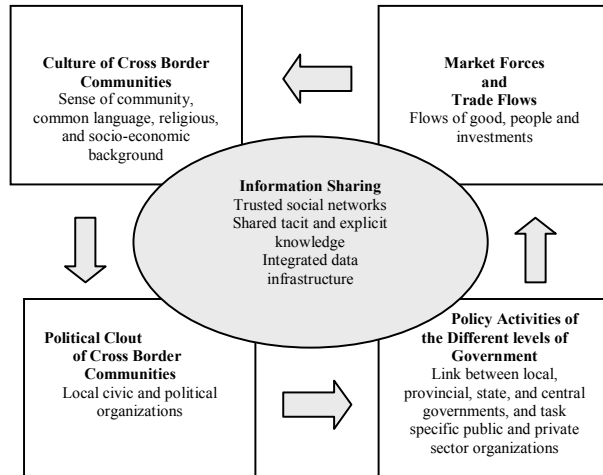 Culture of Cross Border
Communities
Sense of community,
common language, religious,
and socio-economic
background
Market Forces
and
Trade Flows
Flows of good, people and
investments
Information Sharing
Trusted social networks
Shared tacit and explicit
knowledge
Integrated data
infrastructure
Political Clout
of Cross Border
Communities
Local civic and political
organizations
Policy Activities of
the Different levels of
Government
Link between local,
provincial, state, and central
governments, and task
specific public and private
sector organizations